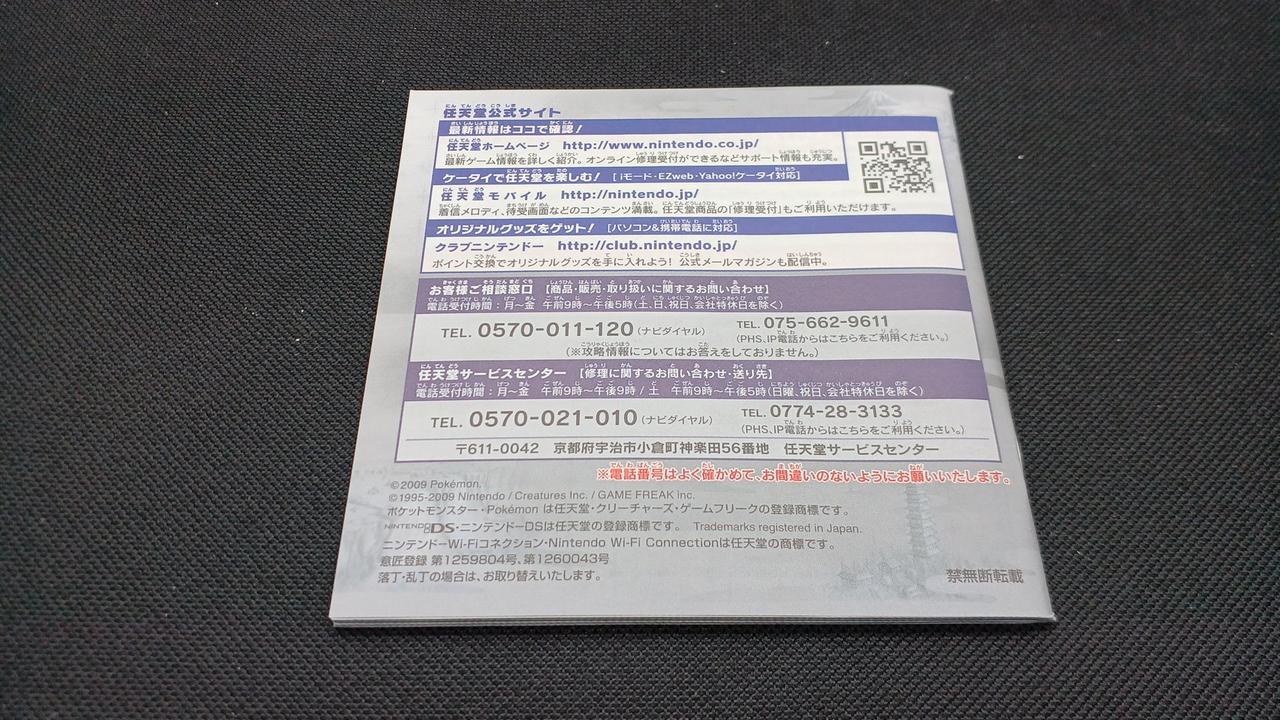 任天堂公式サイト
最新情報はココで確認!
任天堂ホームページ http://www.nintendo.co.jp/
最新ゲーム情報を詳しく紹介。オンライン修理受付ができるなどサポート情報も充実。
ケータイで任天堂を楽しむ! [iモード・EZweb・Yahoo!ケータイ対応]
任天堂モバイル http://nintendo.jp/
着信メロディ、待受画面などのコンテンツ満載。任天堂商品の「修理受付」もご利用いただけます。
オリジナルグッズをゲット! [パソコン&携帯電話に対応]
クラブニンテンドー http://club.nintendo.jp/
ポイント交換でオリジナルグッズを手に入れよう! 公式メールマガジンも配信中。
お客様ご相談窓口 【商品・販売・取り扱いに関するお問い合わせ】
電話受付時間:月〜金 午前9時〜午後5時(土、日、祝日、会社特休日を除く)
TEL. 0570-011-120(ナビダイヤル) TEL. 075-662-9611
(PHS、IP電話からはこちらをご利用ください。)
(※攻略情報についてはお答えをしておりません。)
任天堂サービスセンター 【修理に関するお問い合わせ・送り先】
電話受付時間:月〜金 午前9時〜午後9時 / 土 午前9時〜午後5時(日曜、祝日、会社特休日を除く)
TEL. 0570-021-010(ナビダイヤル) TEL. 0774-28-3133
(PHS、IP電話からはこちらをご利用ください。)
〒611-0042 京都府宇治市小倉町神楽田56番地 任天堂サービスセンター
※電話番号はよく確かめて、お間違いのないようにお願いいたします。
©2009 Pokémon.
©1995-2009 Nintendo / Creatures Inc. / GAME FREAK Inc.
ポケットモンスター・Pokémon は任天堂・クリーチャーズ・ゲームフリークの登録商標です。
NINTENDO DS・ニンテンドーDSは任天堂の登録商標です。 Trademarks registered in Japan.
ニンテンドーWi-Fiコネクション・Nintendo Wi-Fi Connectionは任天堂の商標です。
意匠登録 第1259804号、第1260043号
落丁・乱丁の場合は、お取り替えいたします。
禁無断転載